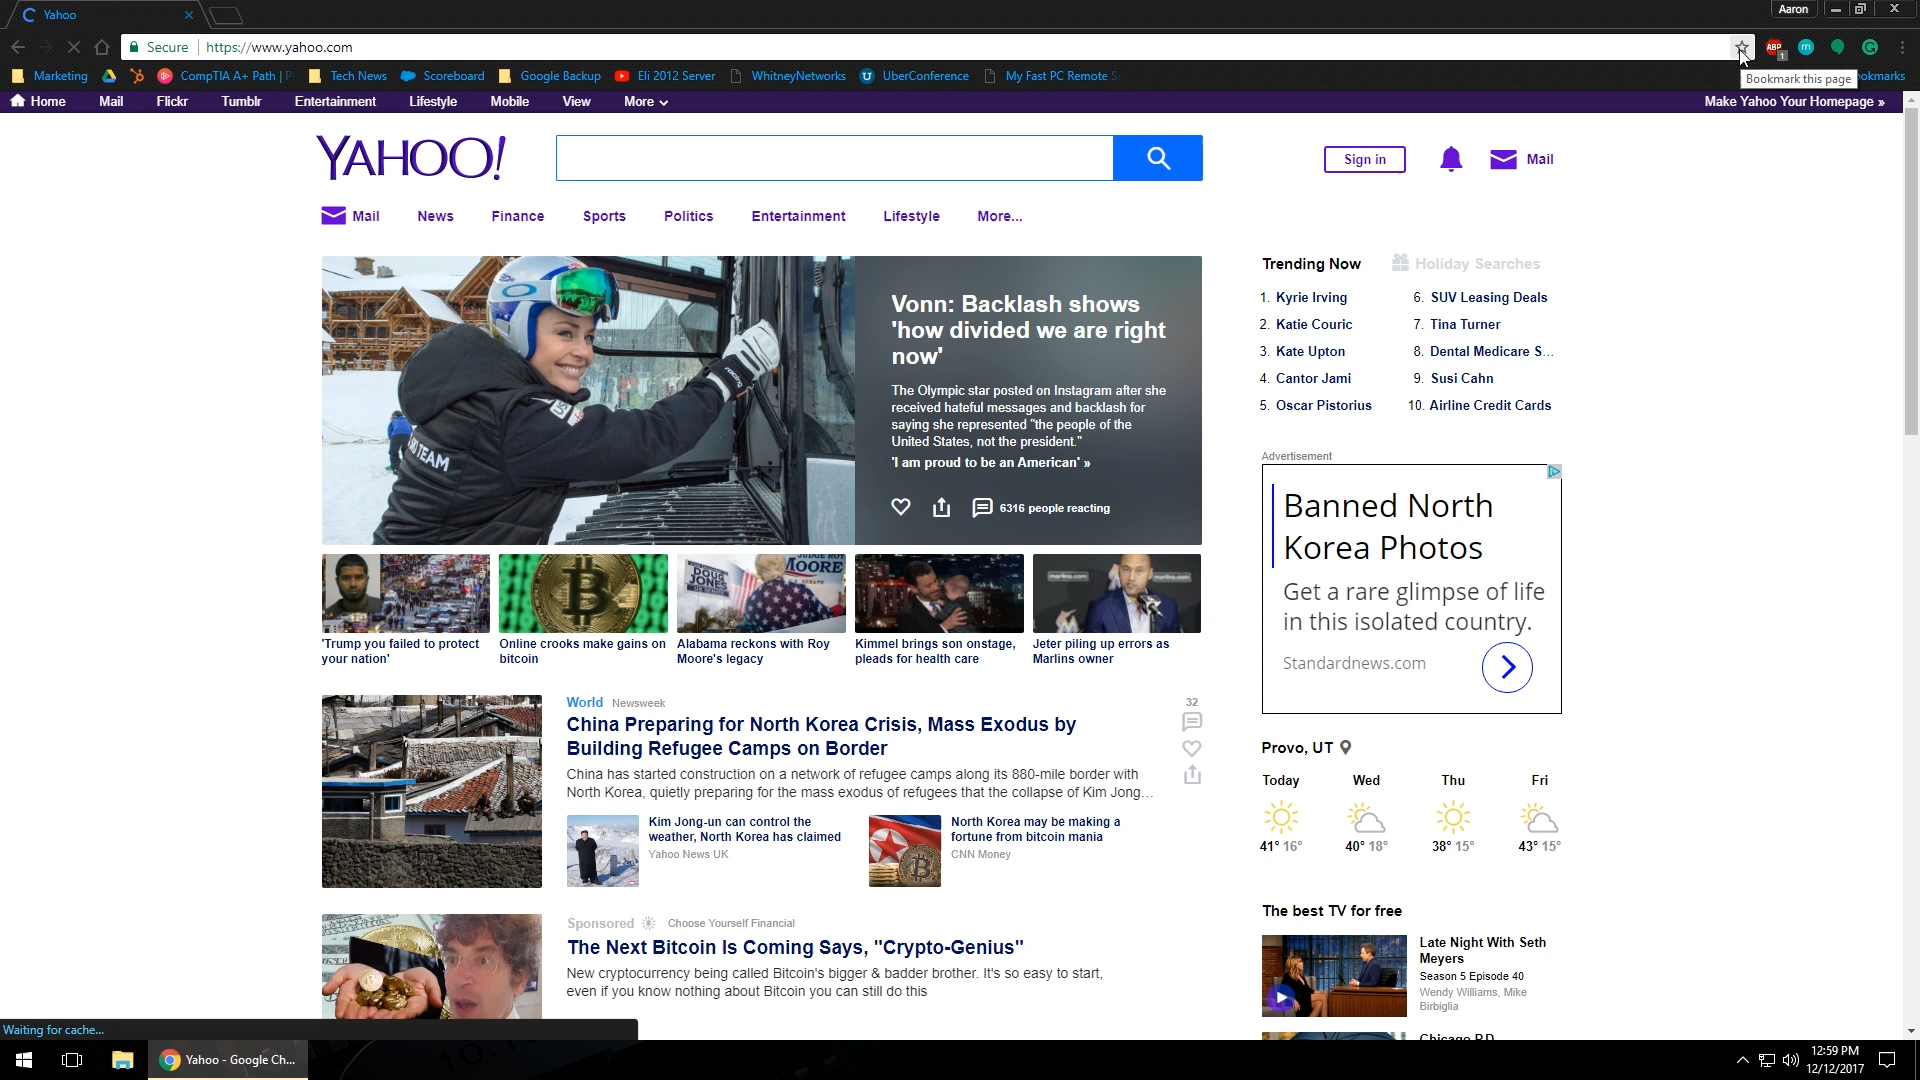 Yahoo
Aaron
Secure
https://www.yahoo.com
ABP
1
m
Marketing
CompTIA A+ Path | P
Tech News
Scoreboard
Google Backup
Eli 2012 Server
WhitneyNetworks
UberConference
My Fast PC Remote S
Bookmark this page
ookmarks
Home
Mail
Flickr
Tumblr
Entertainment
Lifestyle
Mobile
View
More
Make Yahoo Your Homepage »
YAHOO!
Sign in
Mail
Mail
News
Finance
Sports
Politics
Entertainment
Lifestyle
More...
Vonn: Backlash shows
'how divided we are right
now'
The Olympic star posted on Instagram after she
received hateful messages and backlash for
saying she represented "the people of the
United States, not the president."
'I am proud to be an American' »
6316 people reacting
Trending Now
Holiday Searches
1. Kyrie Irving
2. Katie Couric
3. Kate Upton
4. Cantor Jami
5. Oscar Pistorius
6. SUV Leasing Deals
7. Tina Turner
8. Dental Medicare S...
9. Susi Cahn
10. Airline Credit Cards
Advertisement
Banned North
Korea Photos
Get a rare glimpse of life
in this isolated country.
Standardnews.com
DOUG
JONES
JUDGE ROY
MOORE
U.S. SENATE
marlins.com
marlins.com
'Trump you failed to protect
your nation'
Online crooks make gains on
bitcoin
Alabama reckons with Roy
Moore's legacy
Kimmel brings son onstage,
pleads for health care
Jeter piling up errors as
Marlins owner
World
Newsweek
China Preparing for North Korea Crisis, Mass Exodus by
Building Refugee Camps on Border
China has started construction on a network of refugee camps along its 880-mile border with
North Korea, quietly preparing for the mass exodus of refugees that the collapse of Kim Jong...
32
Kim Jong-un can control the
weather, North Korea has claimed
Yahoo News UK
North Korea may be making a
fortune from bitcoin mania
CNN Money
Provo, UT
Today
Wed
Thu
Fri
41° 16°
40° 18°
38° 15°
43° 15°
Sponsored
Choose Yourself Financial
The Next Bitcoin Is Coming Says, "Crypto-Genius"
New cryptocurrency being called Bitcoin's bigger & badder brother. It's so easy to start,
even if you know nothing about Bitcoin you can still do this
The best TV for free
Late Night With Seth
Meyers
Season 5 Episode 40
Wendy Williams, Mike
Birbiglia
Waiting for cache...
Yahoo - Google Ch...
12:59 PM
12/12/2017